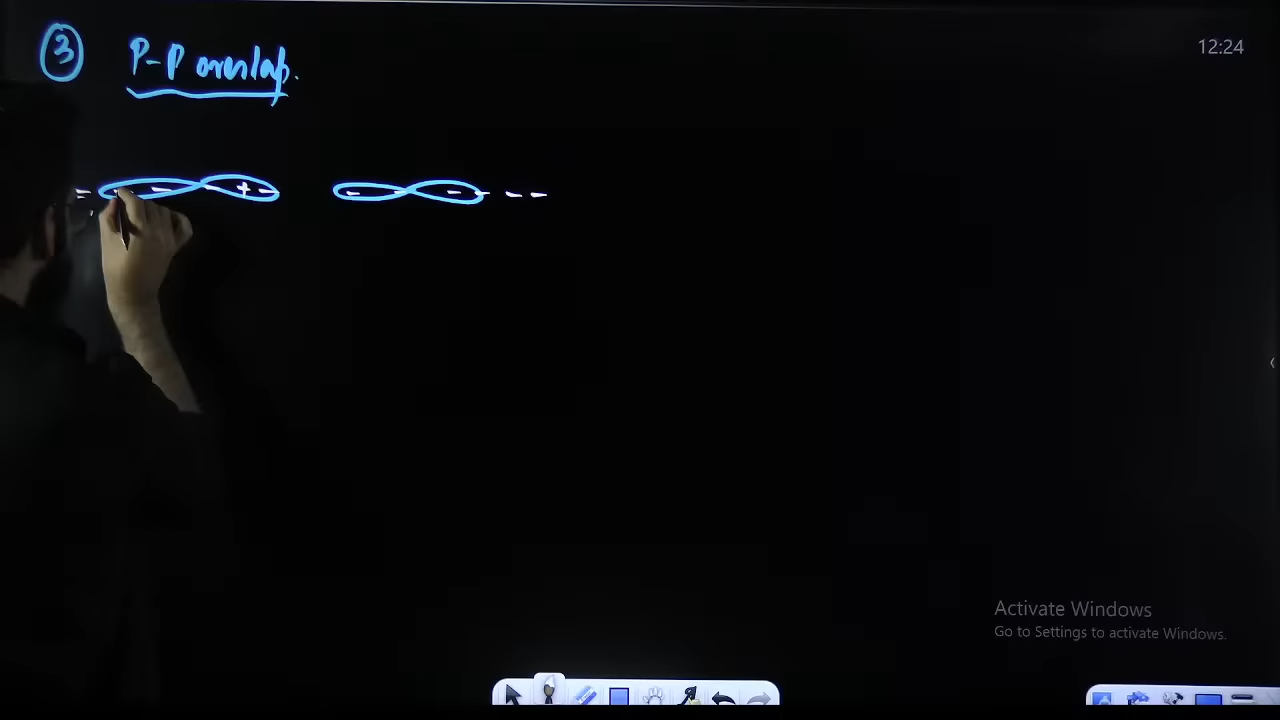 ③ P-P overlap.
12:24
- - + -   - - - - -
Activate Windows
Go to Settings to activate Windows.